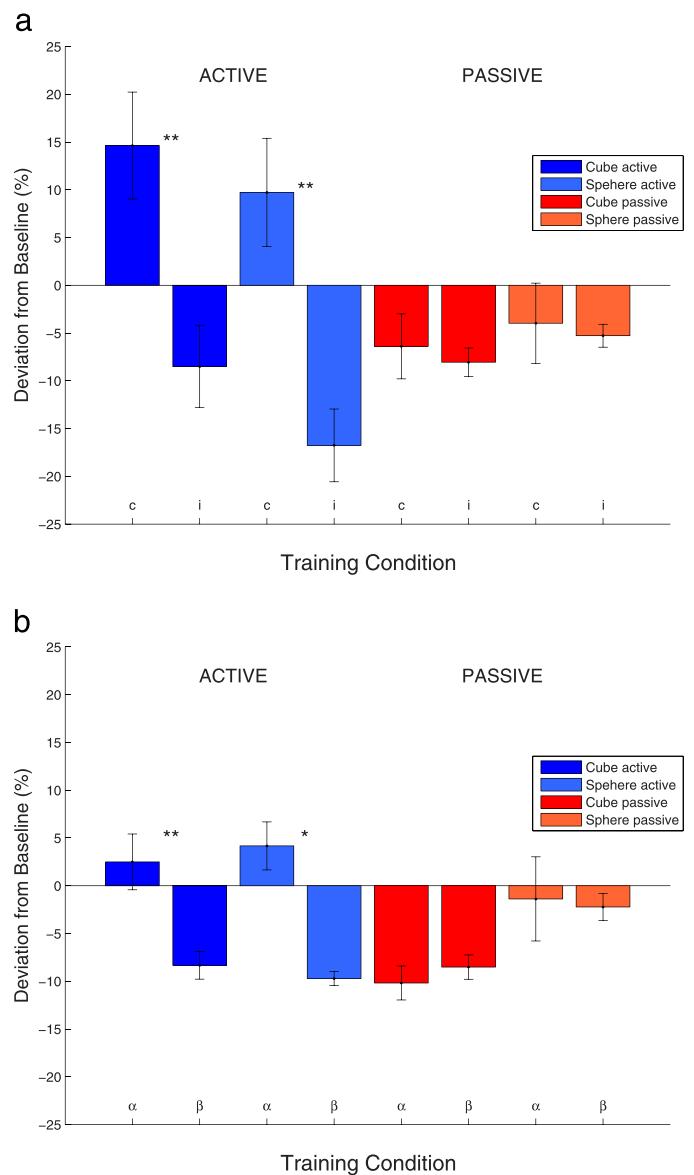 a
25
20
15
10
5
0
−5
−10
−15
−20
−25
Deviation from Baseline (%)
ACTIVE PASSIVE
** **
Cube active
Spehere active
Cube passive
Sphere passive
c i c i c i c i
Training Condition
b
25
20
15
10
5
0
−5
−10
−15
−20
−25
Deviation from Baseline (%)
ACTIVE PASSIVE
** *
Cube active
Spehere active
Cube passive
Sphere passive
α β α β α β α β
Training Condition